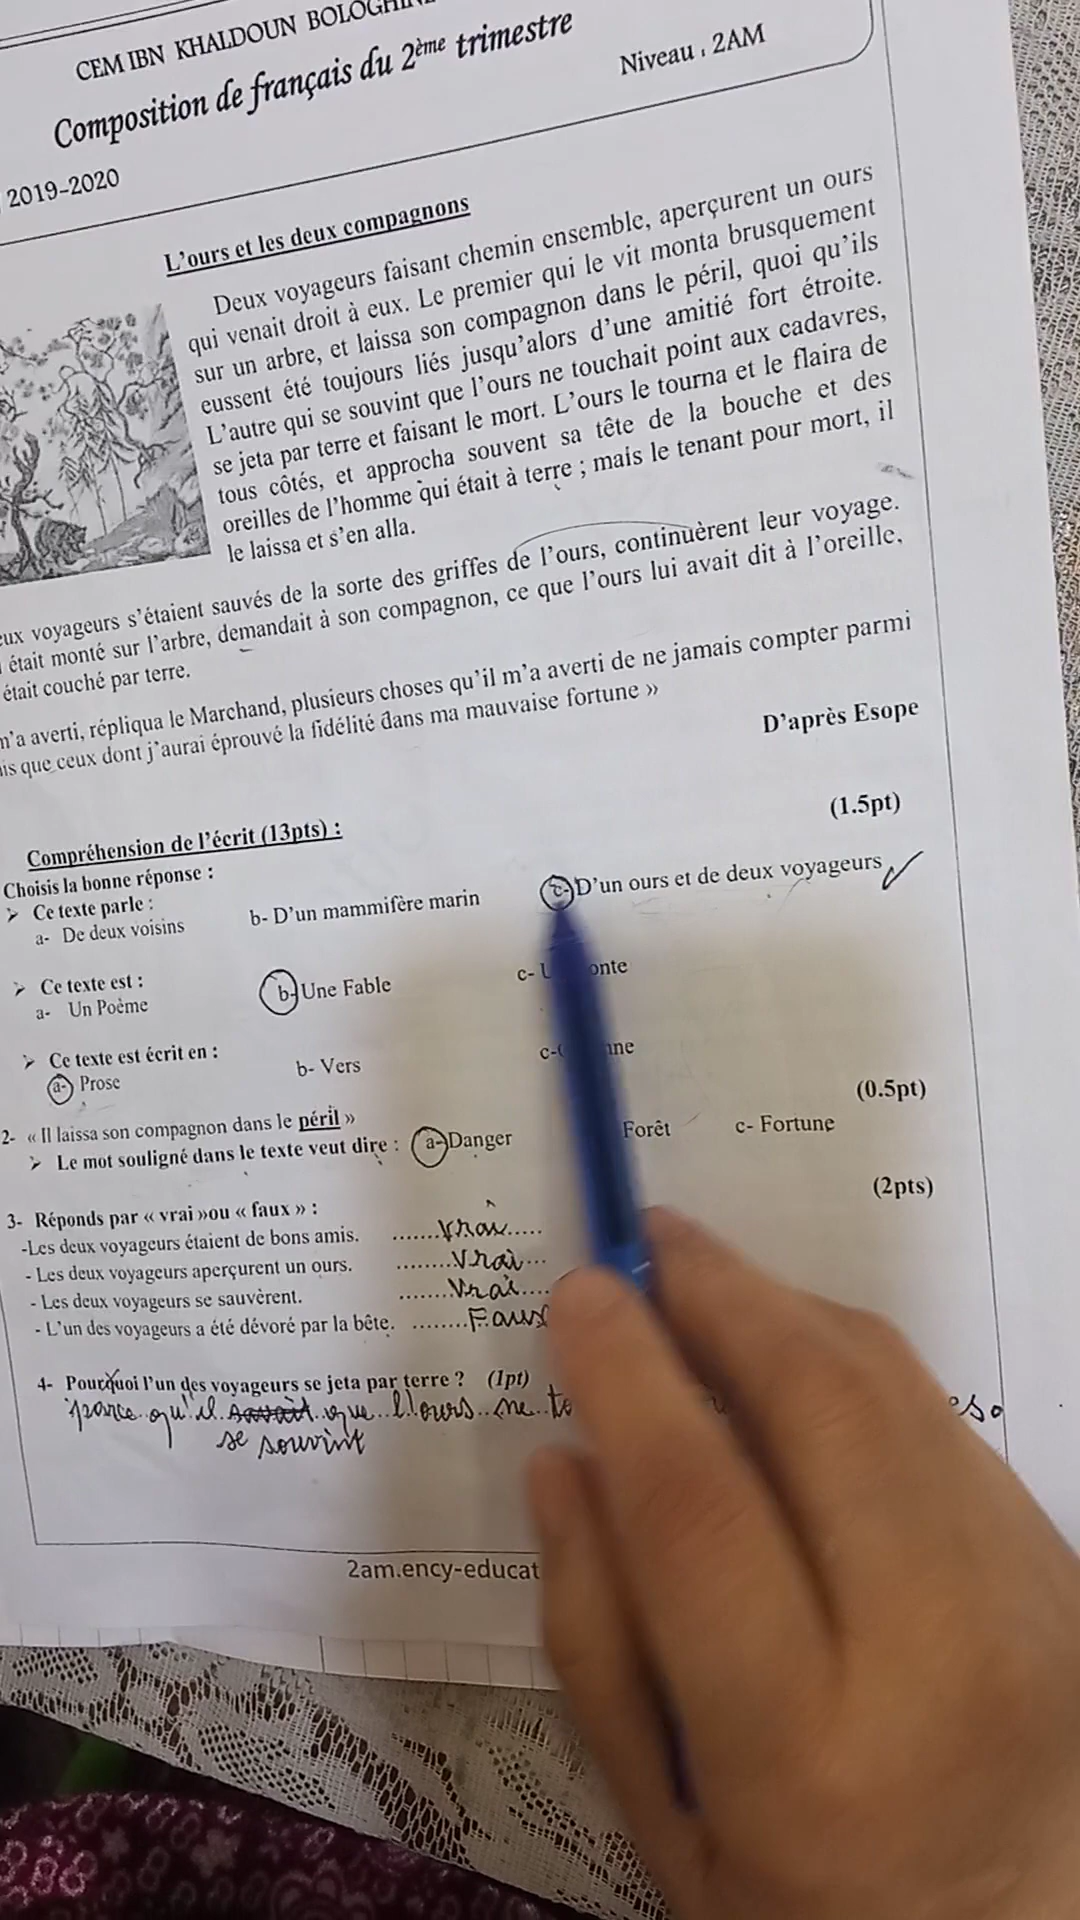 CEM IBN KHALDOUN
Composition de français du 2ème trimestre
Niveau : 2AM
2019-2020
L'ours et les deux compagnons
Deux voyageurs faisant chemin ensemble, aperçurent un ours
qui venait droit à eux. Le premier qui le vit monta brusquement
sur un arbre, et laissa son compagnon dans le péril, quoi qu'ils
eussent été toujours liés jusqu'alors d'une amitié fort étroite.
L'autre qui se souvint que l'ours ne touchait point aux cadavres,
se jeta par terre et faisant le mort. L'ours le tourna et le flaira de
tous côtés, et approcha souvent sa tête de la bouche et des
oreilles de l'homme qui était à terre ; mais le tenant pour mort, il
le laissa et s'en alla.
voyageurs s'étaient sauvés de la sorte des griffes de l'ours, continuèrent leur voyage.
était monté sur l'arbre, demandait à son compagnon, ce que l'ours lui avait dit à l'oreille,
était couché par terre.
m'a averti, répliqua le Marchand, plusieurs choses qu'il m'a averti de ne jamais compter parmi
que ceux dont j'aurai éprouvé la fidélité dans ma mauvaise fortune »
D'après Esope
Compréhension de l'écrit (13pts) :
(1.5pt)
Choisis la bonne réponse :
➢ Ce texte parle :
a- De deux voisins b- D'un mammifère marin c- D'un ours et de deux voyageurs
➢ Ce texte est :
a- Un Poème b- Une Fable c-
➢ Ce texte est écrit en :
a- Prose b- Vers c-
2- « Il laissa son compagnon dans le péril » (0.5pt)
➢ Le mot souligné dans le texte veut dire : a- Danger Forêt c- Fortune
3- Réponds par « vrai »ou « faux » : (2pts)
-Les deux voyageurs étaient de bons amis. ........Vrai.....
- Les deux voyageurs aperçurent un ours. ........Vrai...
- Les deux voyageurs se sauvèrent. .......Vrai....
- L'un des voyageurs a été dévoré par la bête. ........Faux
4- Pourquoi l'un des voyageurs se jeta par terre ? (1pt)
parce qu'il savait que l'ours ne
se souvint
2am.ency-educat